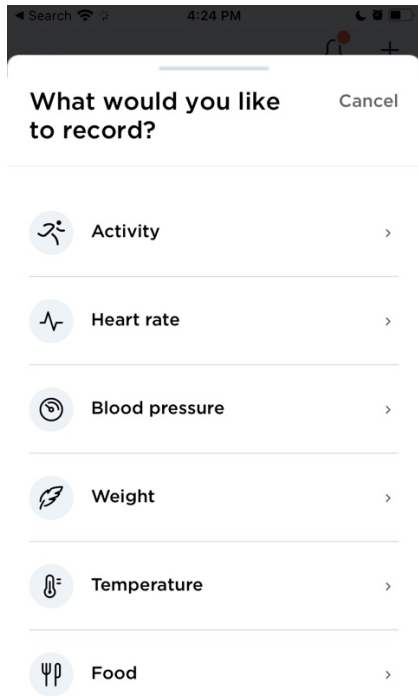 ◄ Search
4:24 PM
What would you like
to record?
Cancel
Activity
Heart rate
Blood pressure
Weight
Temperature
Food